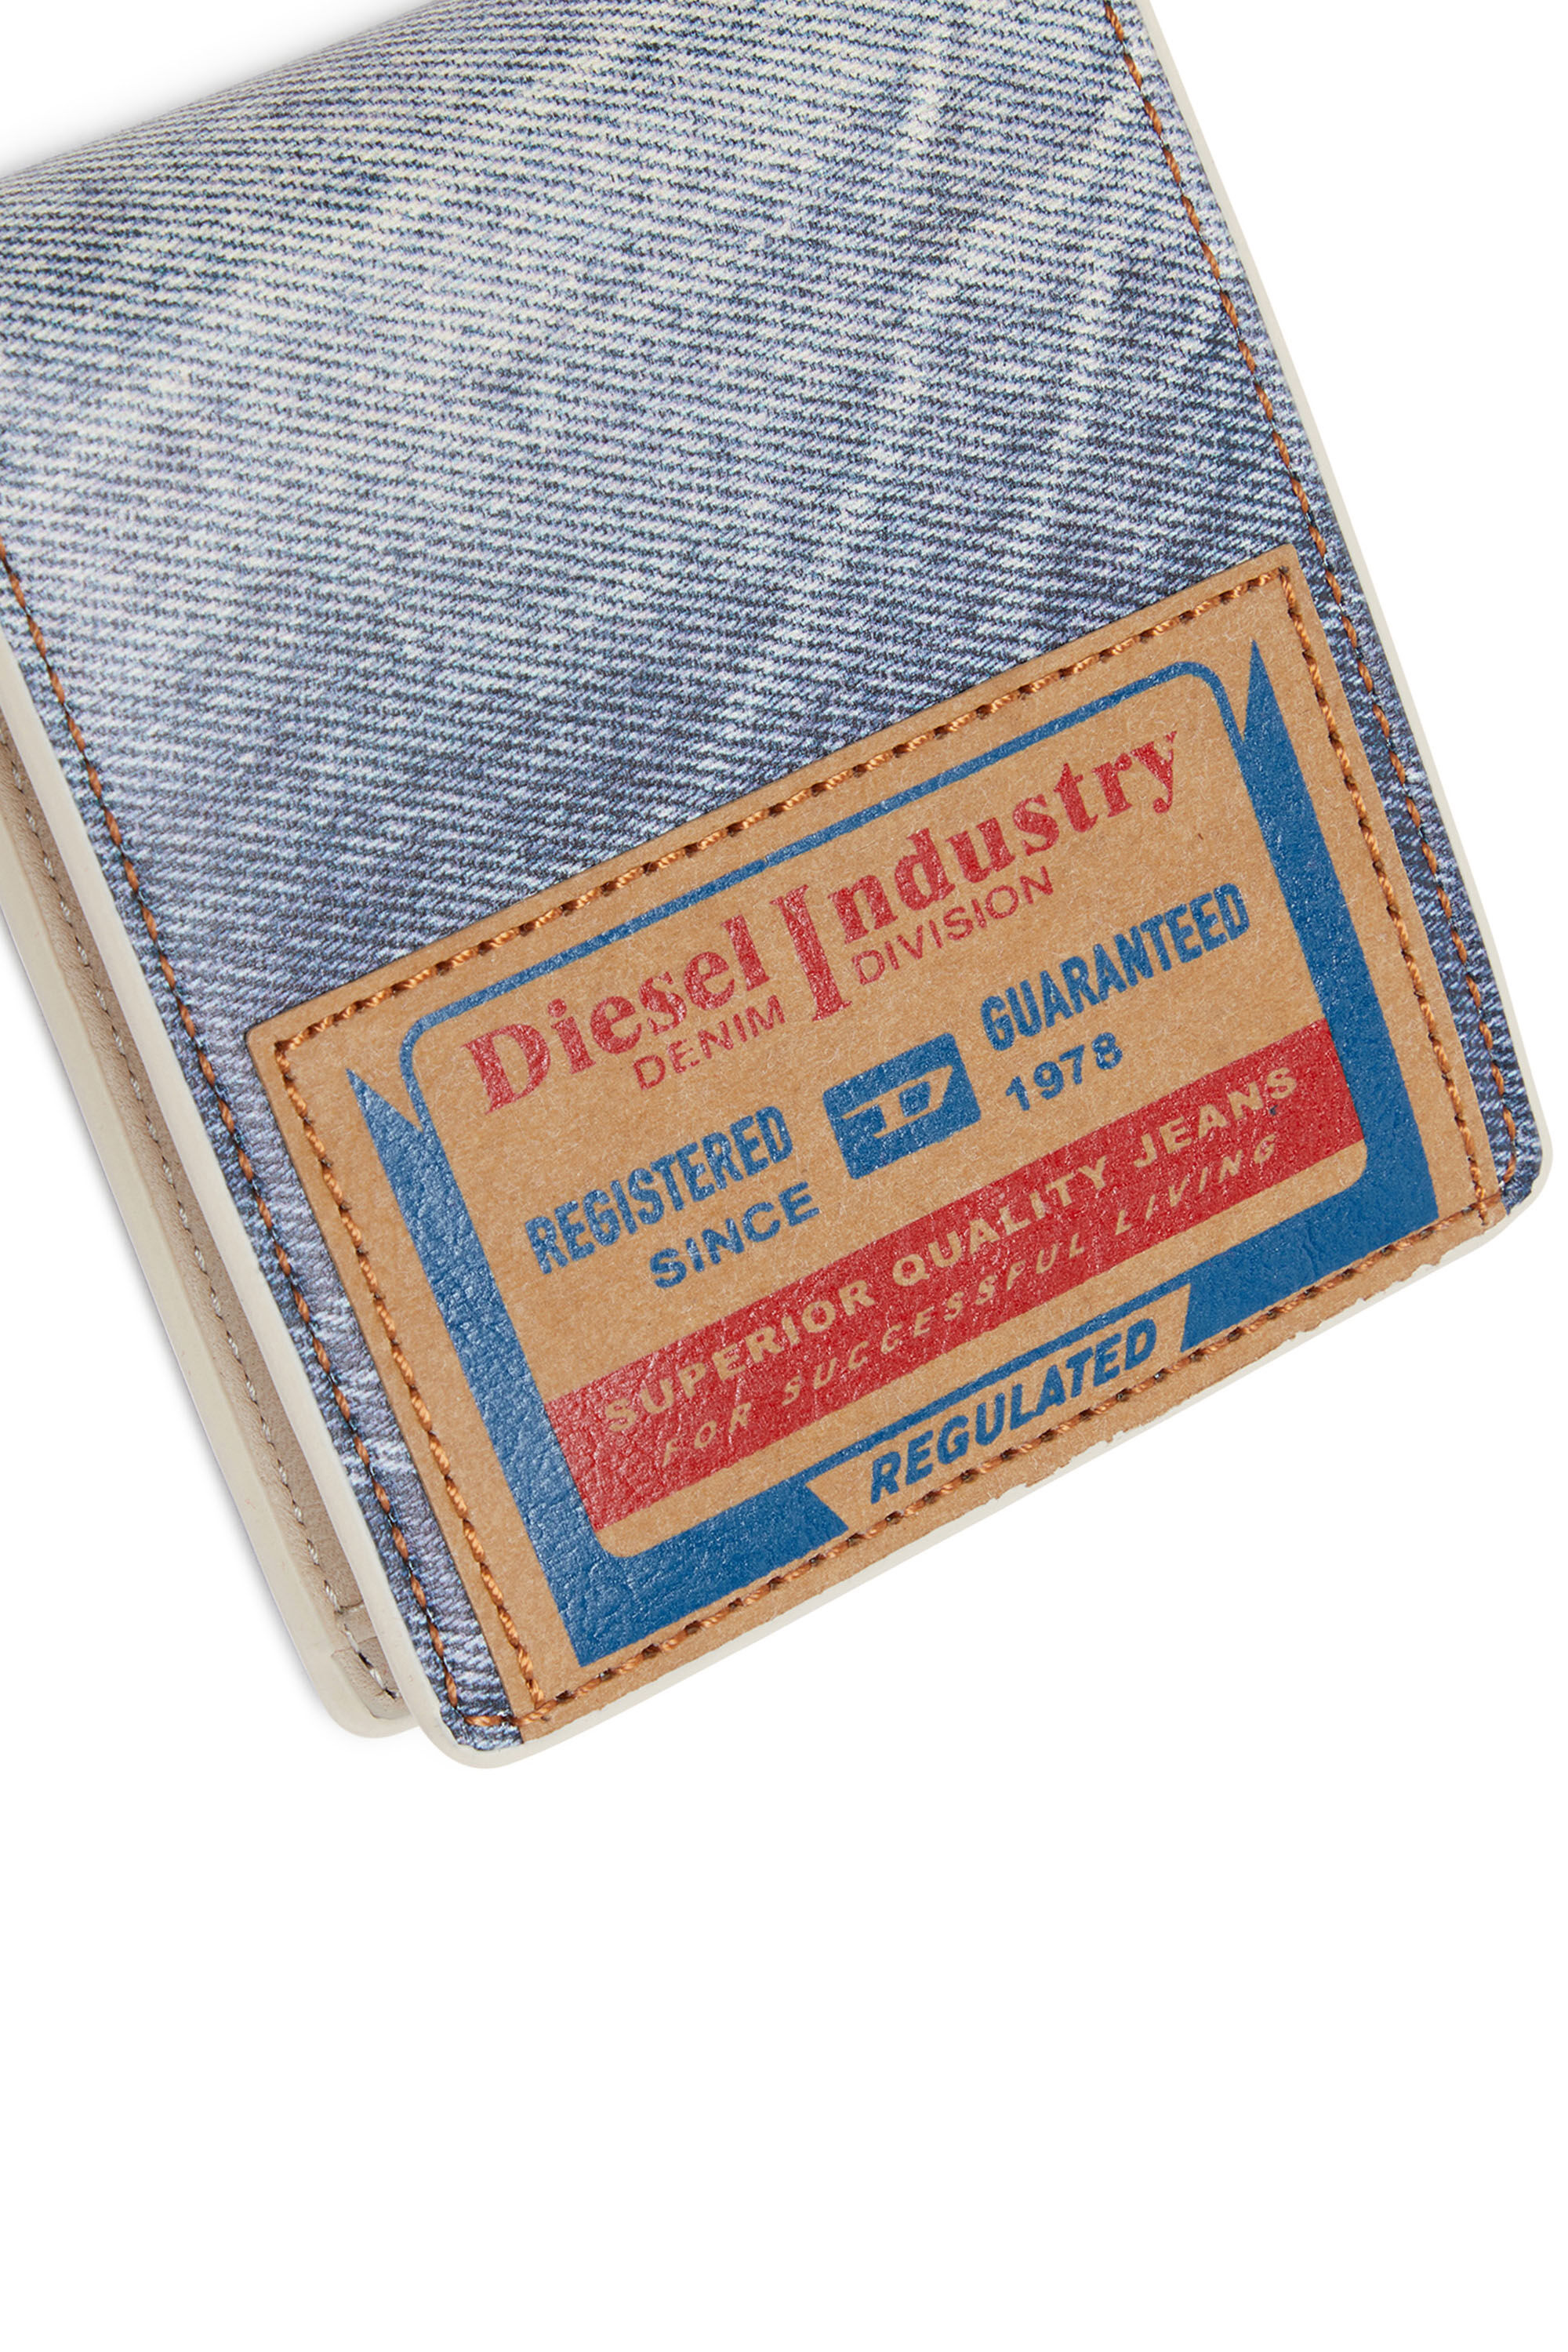 Diesel Industry
DENIM DIVISION
REGISTERED D GUARANTEED
SINCE 1978
SUPERIOR QUALITY JEANS
FOR SUCCESSFUL LIVING
REGULATED